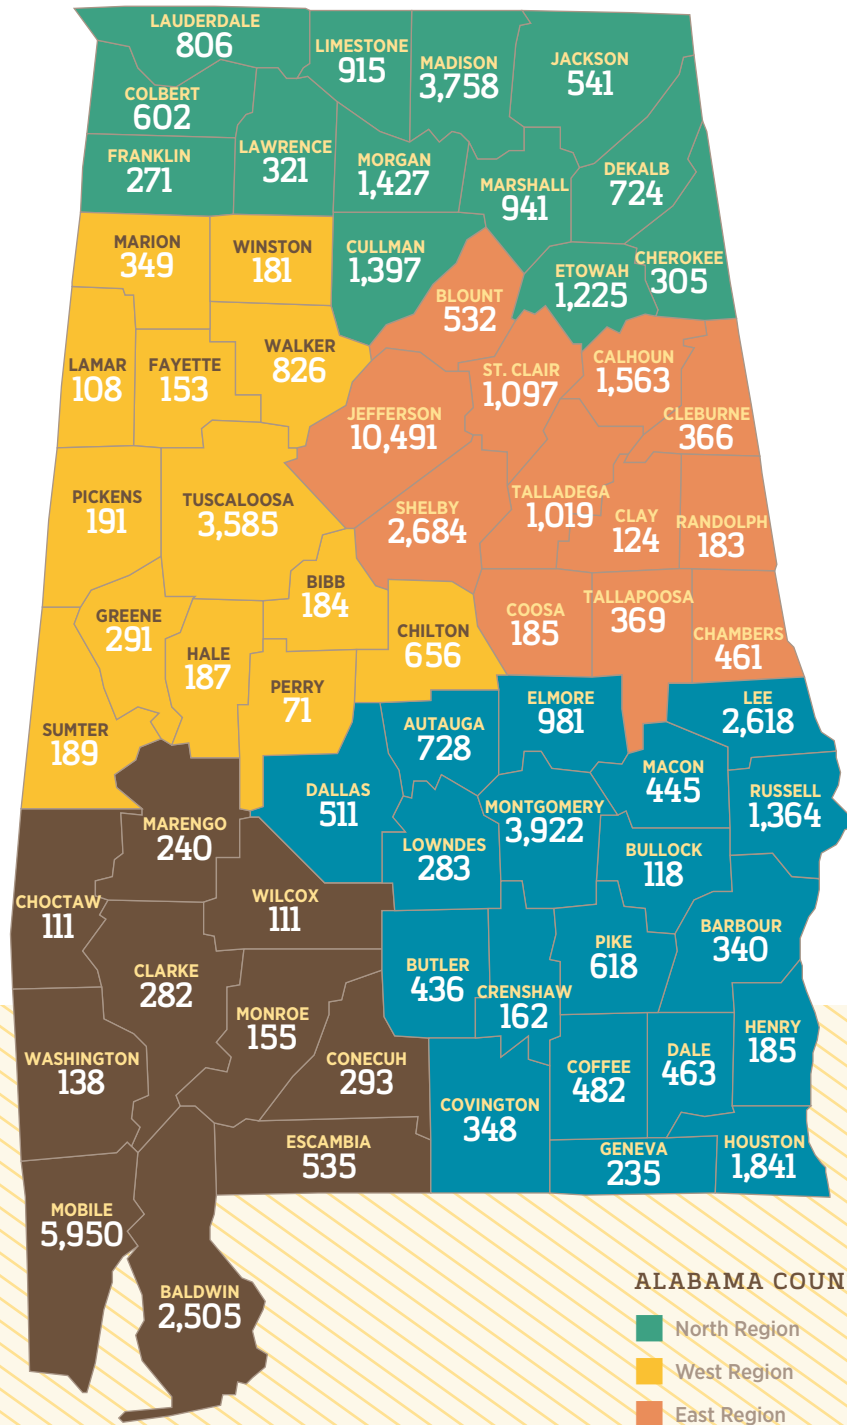 LAUDERDALE
806
LIMESTONE
915
MADISON
3,758
JACKSON
541
COLBERT
602
FRANKLIN
271
LAWRENCE
321
MORGAN
1,427
MARSHALL
941
DEKALB
724
MARION
349
WINSTON
181
CULLMAN
1,397
BLOUNT
532
ETOWAH
1,225
CHEROKEE
305
LAMAR
108
FAYETTE
153
WALKER
826
ST. CLAIR
1,097
CALHOUN
1,563
JEFFERSON
10,491
CLEBURNE
366
PICKENS
191
TUSCALOOSA
3,585
SHELBY
2,684
TALLADEGA
1,019
CLAY
124
RANDOLPH
183
BIBB
184
GREENE
291
HALE
187
CHILTON
656
COOSA
185
TALLAPOOSA
369
CHAMBERS
461
PERRY
71
SUMTER
189
AUTAUGA
728
ELMORE
981
LEE
2,618
DALLAS
511
MACON
445
RUSSELL
1,364
MARENGO
240
LOWNDES
283
MONTGOMERY
3,922
BULLOCK
118
CHOCTAW
111
WILCOX
111
BARBOUR
340
CLARKE
282
BUTLER
436
CRENSHAW
162
PIKE
618
MONROE
155
WASHINGTON
138
CONECUH
293
COFFEE
482
DALE
463
HENRY
185
COVINGTON
348
ESCAMBIA
535
GENEVA
235
HOUSTON
1,841
MOBILE
5,950
BALDWIN
2,505
ALABAMA COUN
North Region
West Region
East Region